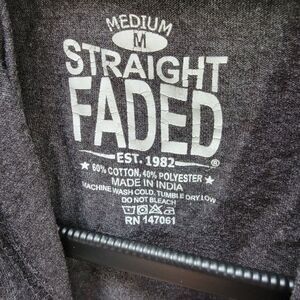 MEDIUM
M
STRAIGHT
FADED
EST. 1982
®
★ 60% COTTON, 40% POLYESTER ★
MADE IN INDIA
MACHINE WASH COLD. TUMBLE DRY LOW
DO NOT BLEACH
RN 147061